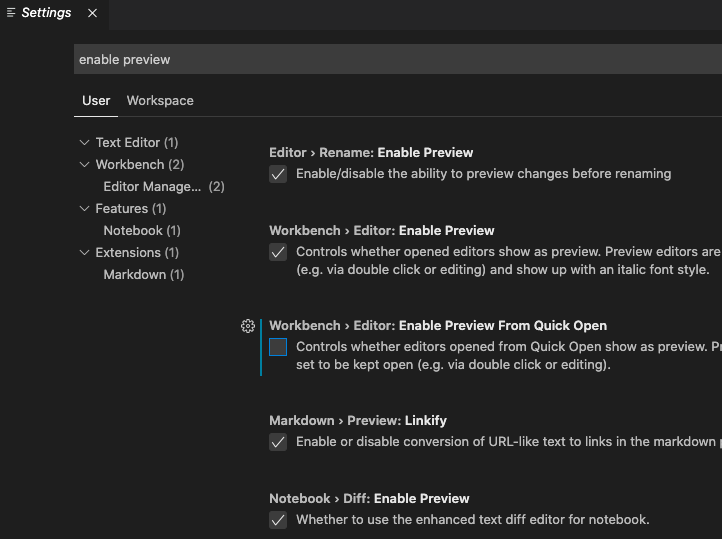 Settings
enable preview
User Workspace
Text Editor (1)
Workbench (2)
Editor Manage... (2)
Features (1)
Notebook (1)
Extensions (1)
Markdown (1)
Editor › Rename: Enable Preview
Enable/disable the ability to preview changes before renaming
Workbench › Editor: Enable Preview
Controls whether opened editors show as preview. Preview editors are
(e.g. via double click or editing) and show up with an italic font style.
Workbench › Editor: Enable Preview From Quick Open
Controls whether editors opened from Quick Open show as preview. Pr
set to be kept open (e.g. via double click or editing).
Markdown › Preview: Linkify
Enable or disable conversion of URL-like text to links in the markdown p
Notebook › Diff: Enable Preview
Whether to use the enhanced text diff editor for notebook.